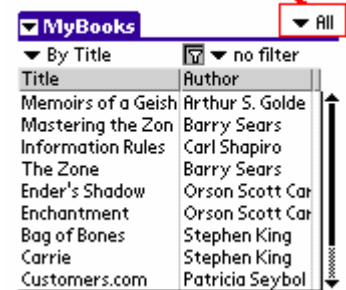 MyBooks All
By Title no filter
Title Author
Memoirs of a Geish Arthur S. Golde
Mastering the Zon Barry Sears
Information Rules Carl Shapiro
The Zone Barry Sears
Ender's Shadow Orson Scott Car
Enchantment Orson Scott Car
Bag of Bones Stephen King
Carrie Stephen King
Customers.com Patricia Seybol